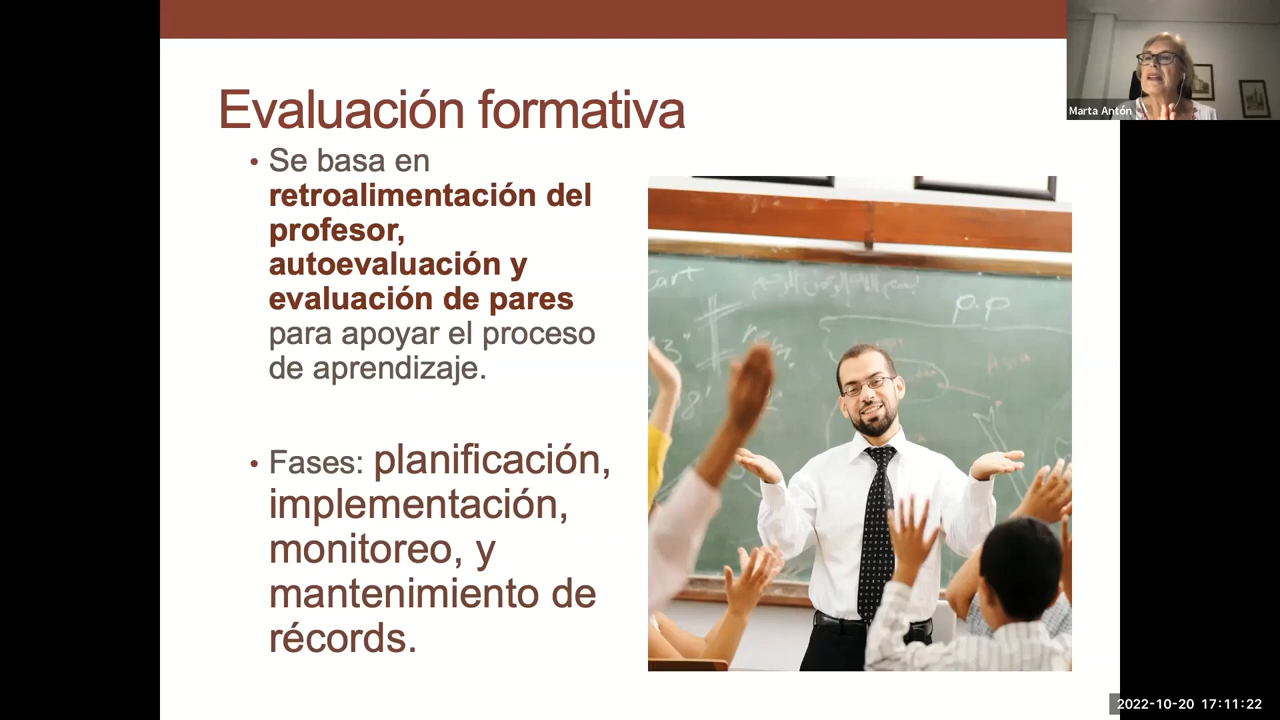 Marta Antón
Evaluación formativa
• Se basa en
retroalimentación del
profesor,
autoevaluación y
evaluación de pares
para apoyar el proceso
de aprendizaje.
• Fases: planificación,
implementación,
monitoreo, y
mantenimiento de
récords.
p.p
2022-10-20 17:11:22